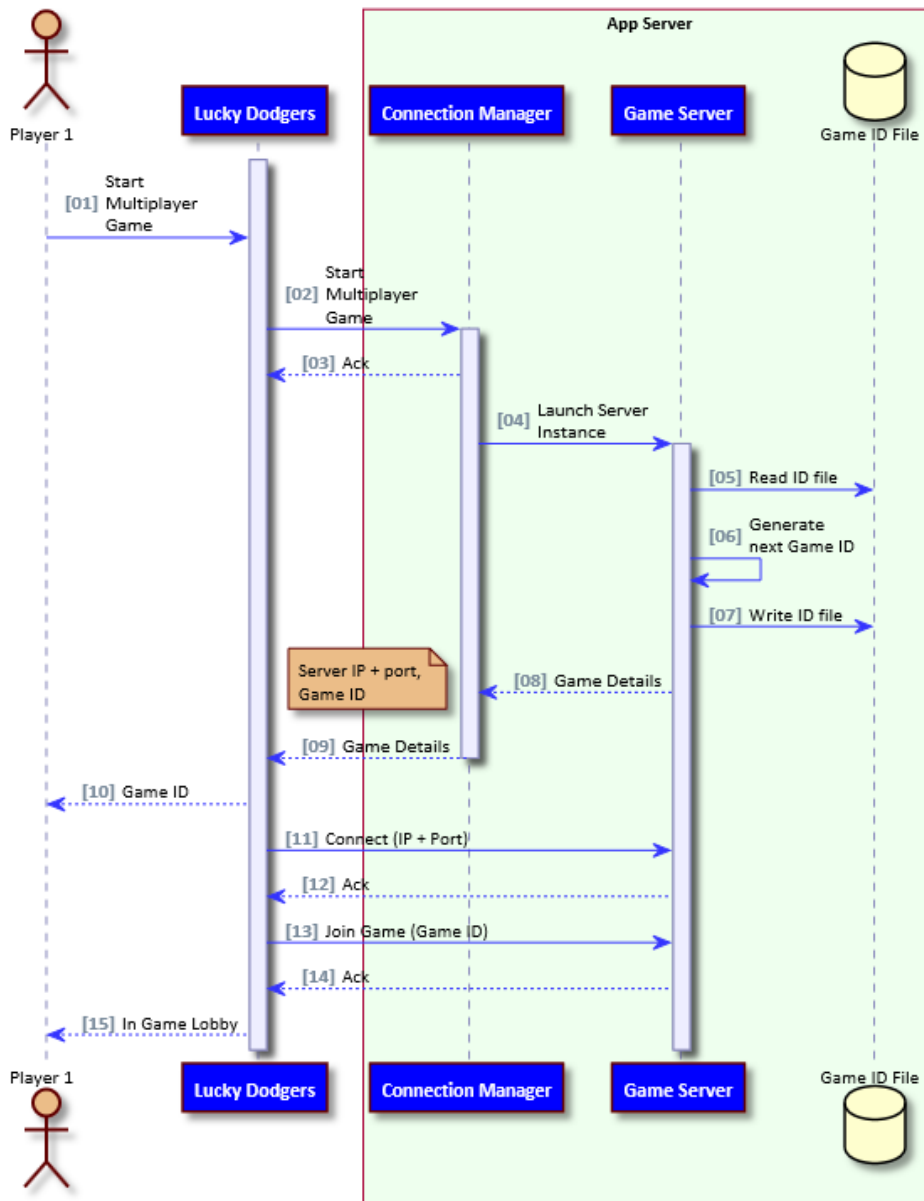 App Server
Player 1
Lucky Dodgers
Connection Manager
Game Server
Game ID File
[01] Start
Multiplayer
Game
[02] Start
Multiplayer
Game
[03] Ack
[04] Launch Server
Instance
[05] Read ID file
[06] Generate
next Game ID
[07] Write ID file
Server IP + port,
Game ID
[08] Game Details
[09] Game Details
[10] Game ID
[11] Connect (IP + Port)
[12] Ack
[13] Join Game (Game ID)
[14] Ack
[15] In Game Lobby
Player 1
Lucky Dodgers
Connection Manager
Game Server
Game ID File